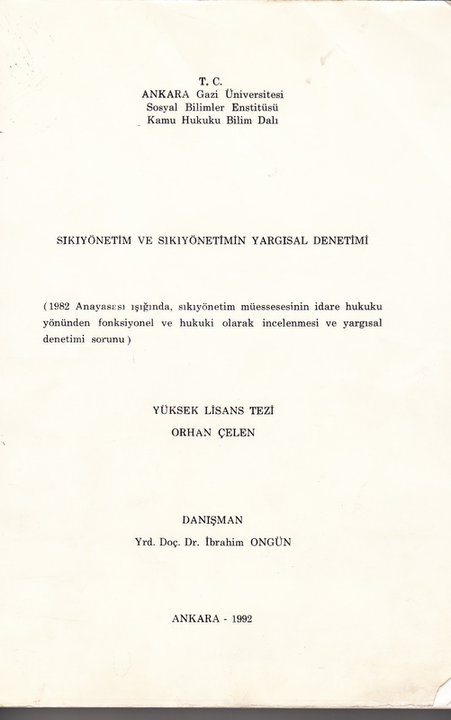 T. C.
ANKARA Gazi Üniversitesi
Sosyal Bilimler Enstitüsü
Kamu Hukuku Bilim Dalı
SIKIYÖNETİM VE SIKIYÖNETİMİN YARGISAL DENETİMİ
( 1982 Anayasası ışığında, sıkıyönetim müessesesinin idare hukuku
yönünden fonksiyonel ve hukuki olarak incelenmesi ve yargısal
denetimi sorunu )
YÜKSEK LİSANS TEZİ
ORHAN ÇELEN
DANIŞMAN
Yrd. Doç. Dr. İbrahim ONGÜN
ANKARA - 1992